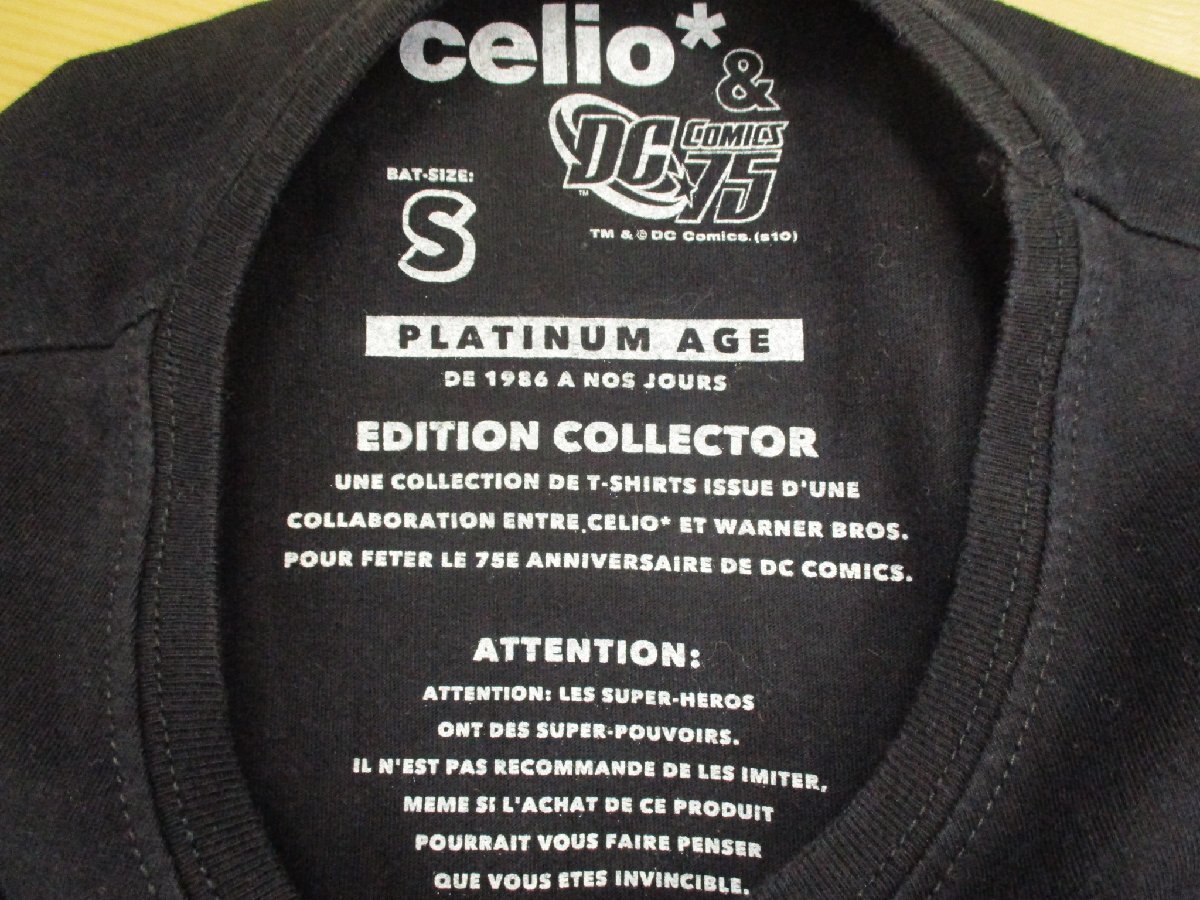 celio*
&
DC COMICS 75
™
TM & © DC Comics. (s10)
BAT-SIZE:
S
PLATINUM AGE
DE 1986 A NOS JOURS
EDITION COLLECTOR
UNE COLLECTION DE T-SHIRTS ISSUE D'UNE
COLLABORATION ENTRE CELIO* ET WARNER BROS.
POUR FETER LE 75E ANNIVERSAIRE DE DC COMICS.
ATTENTION:
ATTENTION: LES SUPER-HEROS
ONT DES SUPER-POUVOIRS.
IL N'EST PAS RECOMMANDE DE LES IMITER,
MEME SI L'ACHAT DE CE PRODUIT
POURRAIT VOUS FAIRE PENSER
QUE VOUS ETES INVINCIBLE.